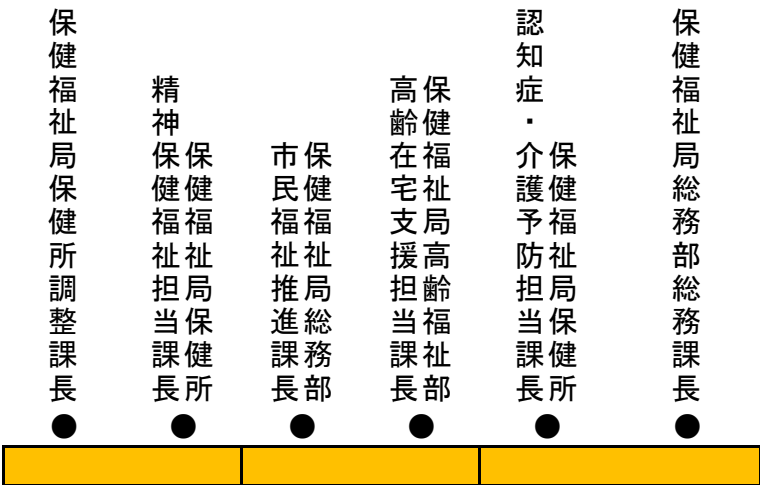 保健福祉局総務部総務課長
●
保健福祉局保健所
認知症・介護予防担当課長
●
保健福祉局高齢福祉部
高齢在宅支援担当課長
●
保健福祉局総務部
市民福祉推進課長
●
保健福祉局保健所
精神保健福祉担当課長
●
保健福祉局保健所調整課長
●